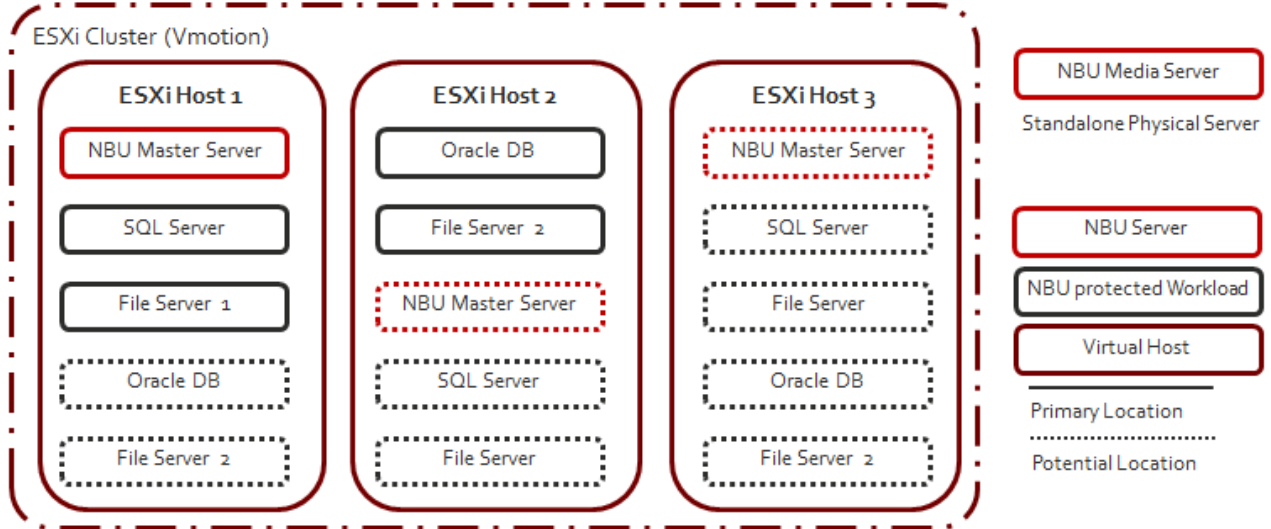 ESXi Cluster (Vmotion)
ESXi Host 1
NBU Master Server
SQL Server
File Server 1
Oracle DB
File Server 2
ESXi Host 2
Oracle DB
File Server 2
NBU Master Server
SQL Server
File Server
ESXi Host 3
NBU Master Server
SQL Server
File Server
Oracle DB
File Server 2
NBU Media Server
Standalone Physical Server
NBU Server
NBU protected Workload
Virtual Host
Primary Location
Potential Location